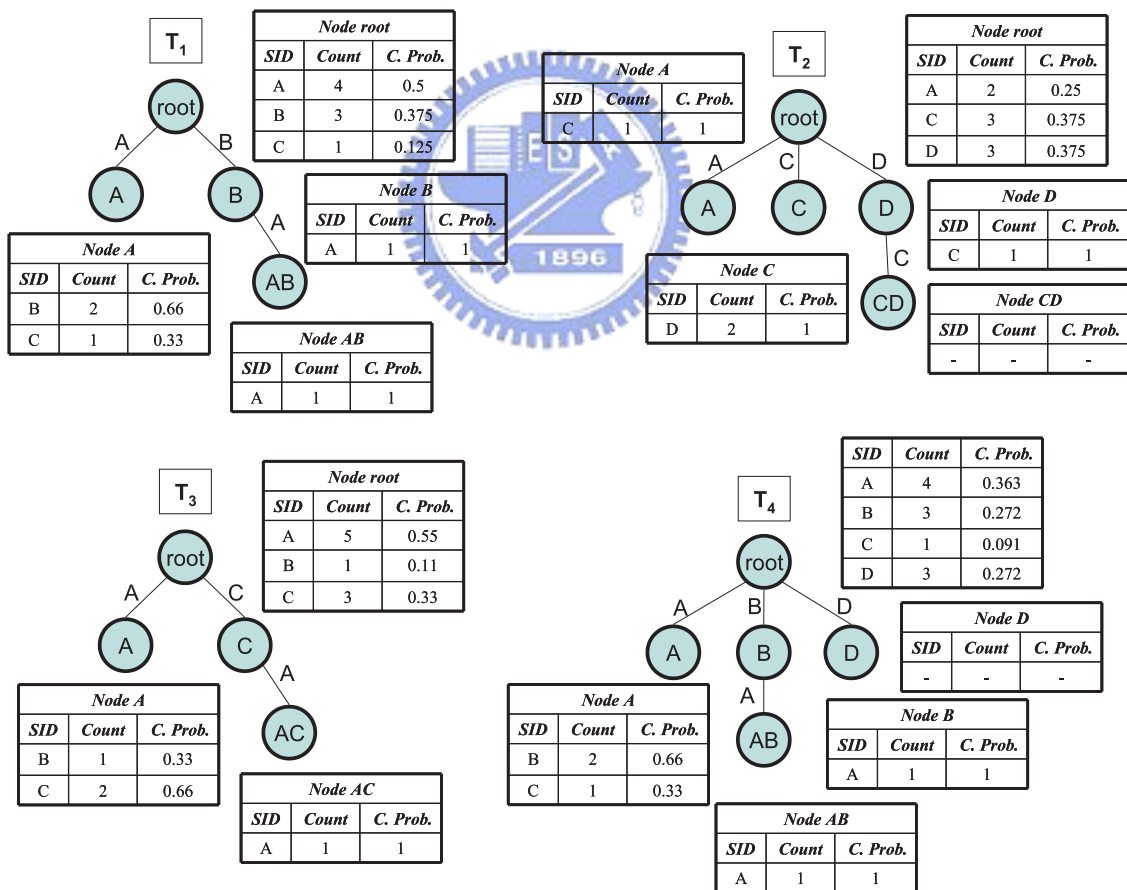 T1
Node root
SID Count C. Prob.
A 4 0.5
B 3 0.375
C 1 0.125
root
A B
A B
A
AB
Node A
SID Count C. Prob.
B 2 0.66
C 1 0.33
Node B
SID Count C. Prob.
A 1 1
Node AB
SID Count C. Prob.
A 1 1
T2
Node root
SID Count C. Prob.
A 2 0.25
C 3 0.375
D 3 0.375
Node A
SID Count C. Prob.
C 1 1
root
A C D
A C D
C
CD
Node C
SID Count C. Prob.
D 2 1
Node D
SID Count C. Prob.
C 1 1
Node CD
SID Count C. Prob.
- - -
E S A
1896
T3
Node root
SID Count C. Prob.
A 5 0.55
B 1 0.11
C 3 0.33
root
A C
A C
A
AC
Node A
SID Count C. Prob.
B 1 0.33
C 2 0.66
Node AC
SID Count C. Prob.
A 1 1
T4
SID Count C. Prob.
A 4 0.363
B 3 0.272
C 1 0.091
D 3 0.272
root
A B D
A B D
A
AB
Node D
SID Count C. Prob.
- - -
Node A
SID Count C. Prob.
B 2 0.66
C 1 0.33
Node B
SID Count C. Prob.
A 1 1
Node AB
SID Count C. Prob.
A 1 1